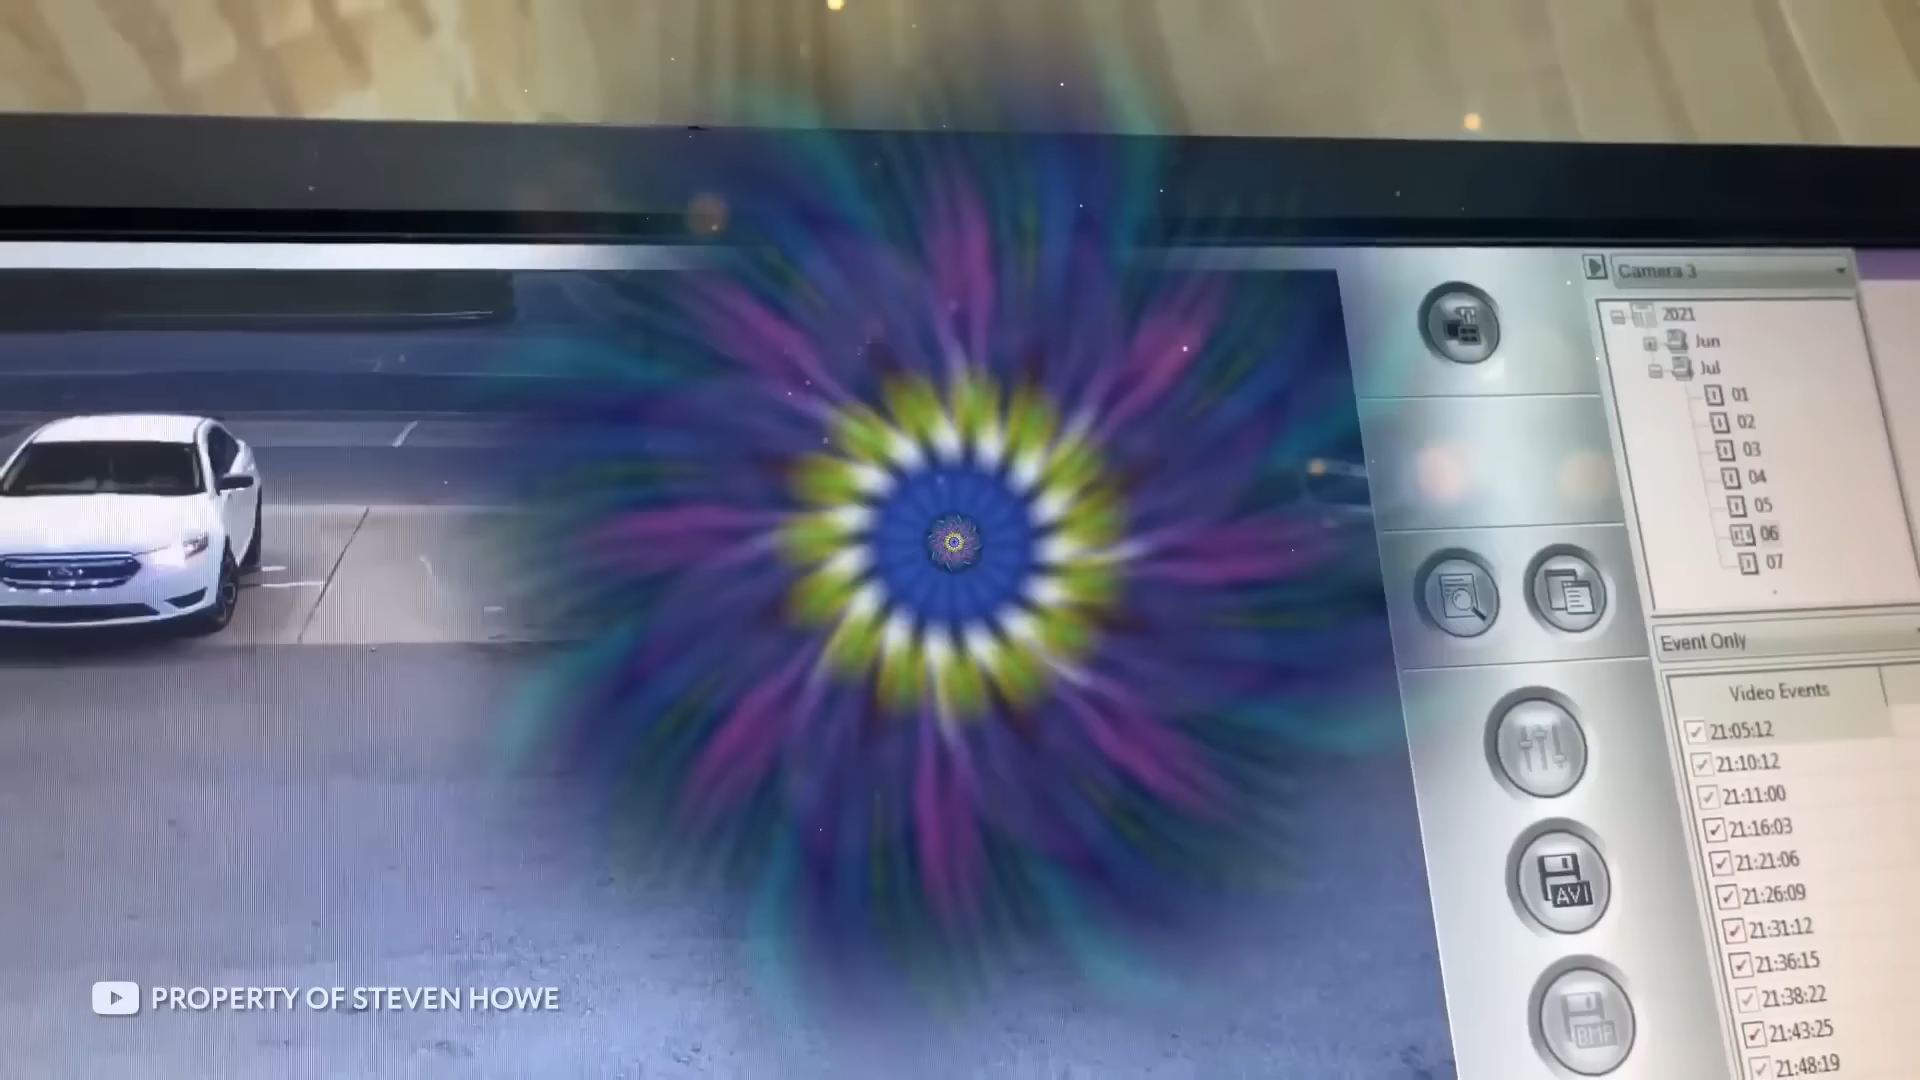 Camera 3
2021
Jun
Jul
01
02
03
04
05
06
07
Event Only
Video Events
21:05:12
21:10:12
21:11:00
21:16:03
21:21:06
21:26:09
21:31:12
21:36:15
21:38:22
21:43:25
21:48:19
AVI
BMP
PROPERTY OF STEVEN HOWE